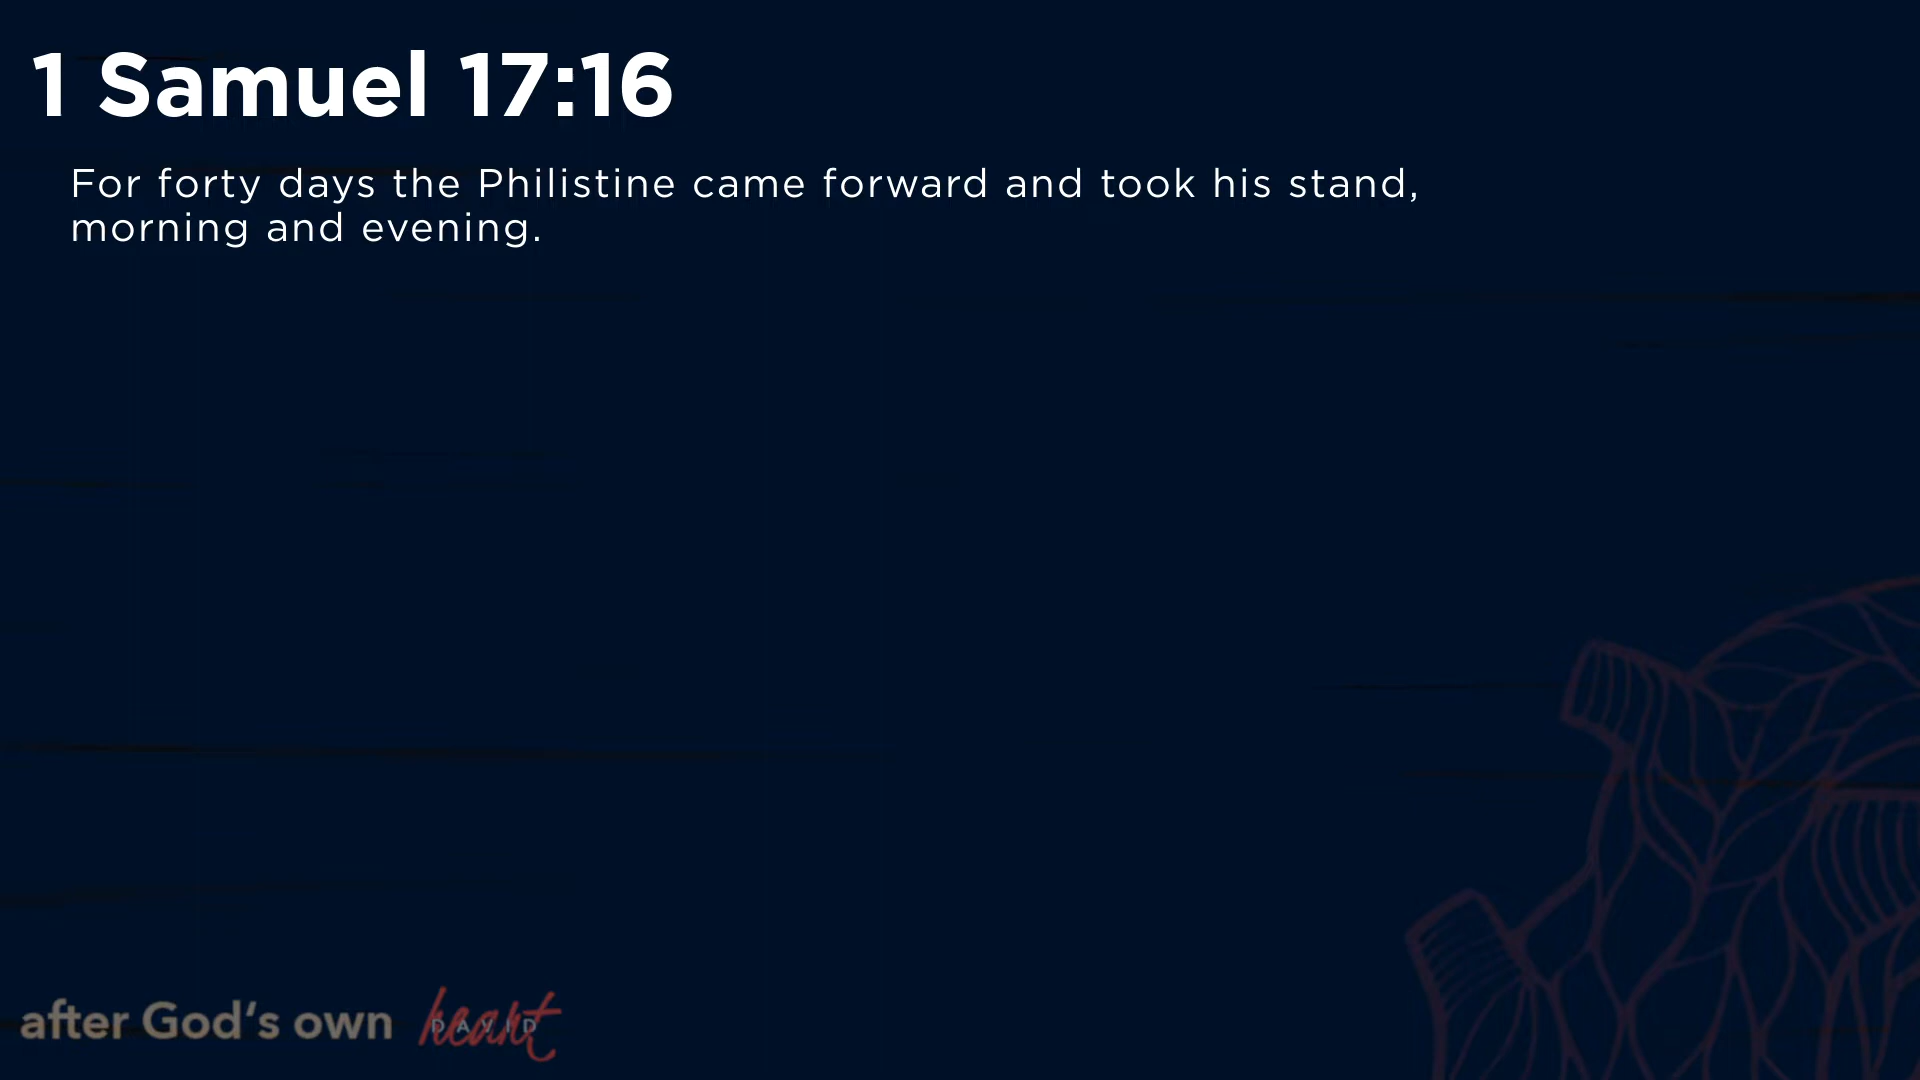 1 Samuel 17:16
For forty days the Philistine came forward and took his stand,
morning and evening.
after God's own heart
DAVID